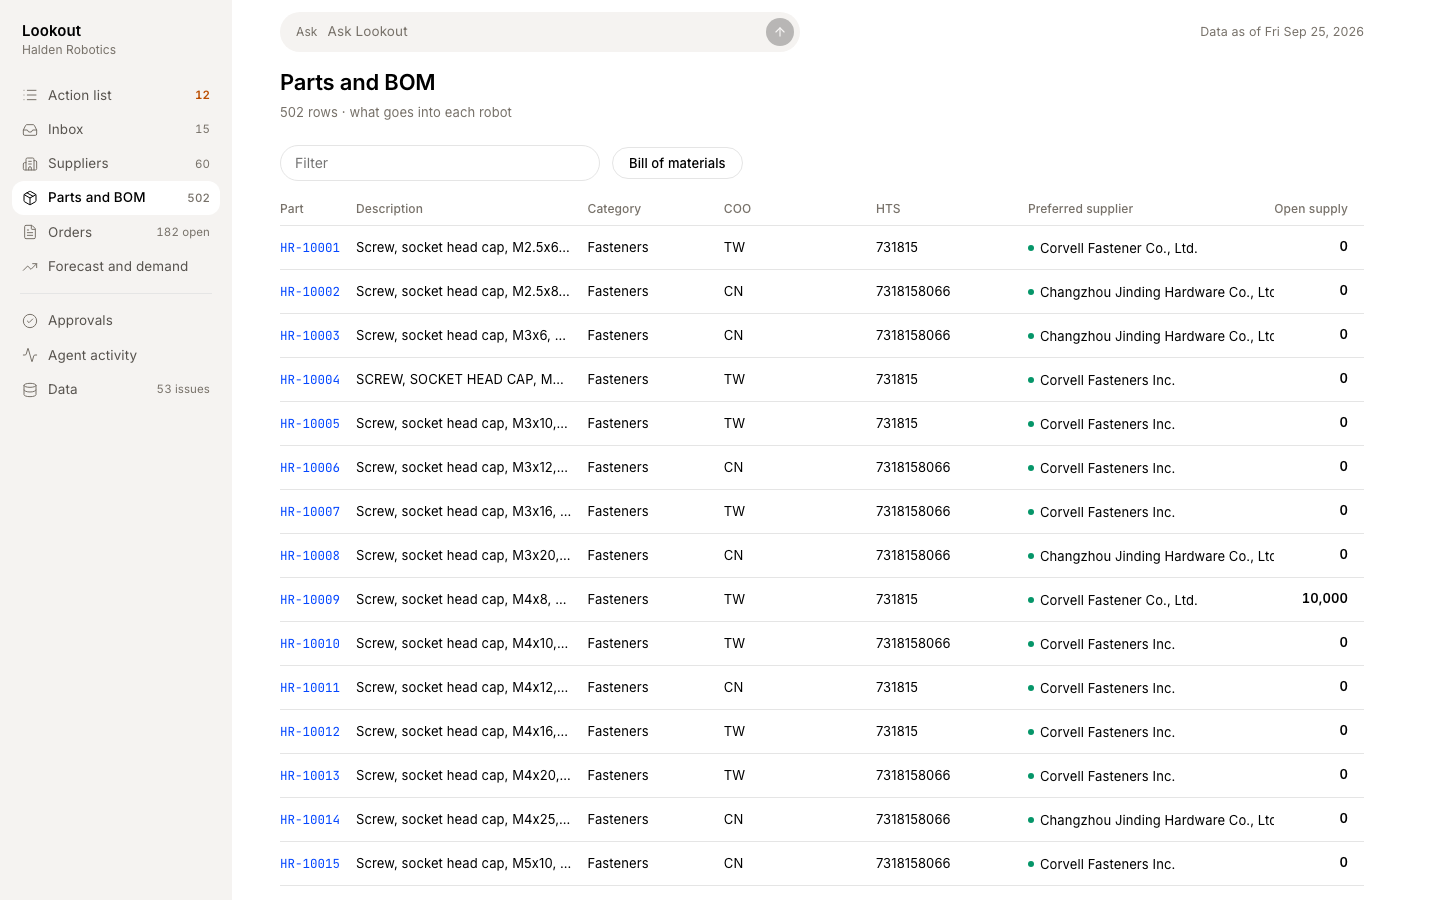 Lookout
Halden Robotics
Action list 12
Inbox 15
Suppliers 60
Parts and BOM 502
Orders 182 open
Forecast and demand
Approvals
Agent activity
Data 53 issues
Ask Ask Lookout
Data as of Fri Sep 25, 2026
Parts and BOM
502 rows · what goes into each robot
Filter Bill of materials
Part Description Category COO HTS Preferred supplier Open supply
HR-10001 Screw, socket head cap, M2.5x6... Fasteners TW 731815 Corvell Fastener Co., Ltd. 0
HR-10002 Screw, socket head cap, M2.5x8... Fasteners CN 7318158066 Changzhou Jinding Hardware Co., Ltd 0
HR-10003 Screw, socket head cap, M3x6, ... Fasteners CN 7318158066 Changzhou Jinding Hardware Co., Ltd 0
HR-10004 SCREW, SOCKET HEAD CAP, M... Fasteners TW 731815 Corvell Fasteners Inc. 0
HR-10005 Screw, socket head cap, M3x10,... Fasteners TW 731815 Corvell Fasteners Inc. 0
HR-10006 Screw, socket head cap, M3x12,... Fasteners CN 7318158066 Corvell Fasteners Inc. 0
HR-10007 Screw, socket head cap, M3x16, ... Fasteners TW 7318158066 Corvell Fasteners Inc. 0
HR-10008 Screw, socket head cap, M3x20,... Fasteners CN 7318158066 Changzhou Jinding Hardware Co., Ltd 0
HR-10009 Screw, socket head cap, M4x8, ... Fasteners TW 731815 Corvell Fastener Co., Ltd. 10,000
HR-10010 Screw, socket head cap, M4x10,... Fasteners TW 7318158066 Corvell Fasteners Inc. 0
HR-10011 Screw, socket head cap, M4x12,... Fasteners CN 731815 Corvell Fasteners Inc. 0
HR-10012 Screw, socket head cap, M4x16,... Fasteners TW 731815 Corvell Fasteners Inc. 0
HR-10013 Screw, socket head cap, M4x20,... Fasteners TW 7318158066 Corvell Fasteners Inc. 0
HR-10014 Screw, socket head cap, M4x25,... Fasteners CN 7318158066 Changzhou Jinding Hardware Co., Ltd 0
HR-10015 Screw, socket head cap, M5x10, ... Fasteners CN 7318158066 Corvell Fasteners Inc. 0